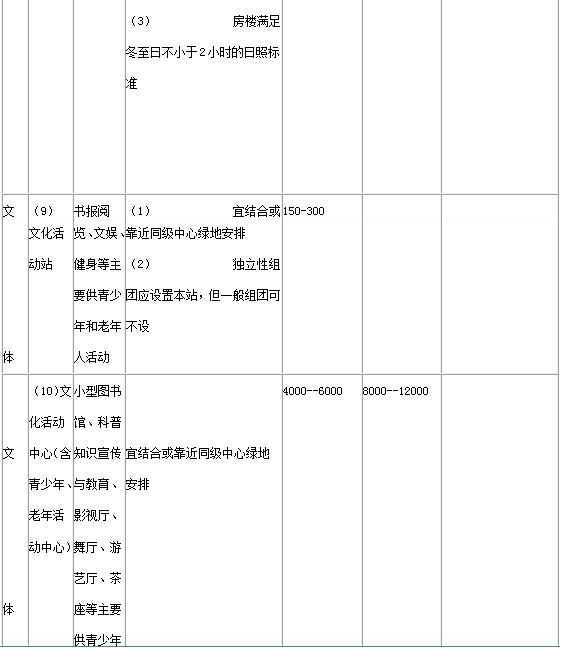 (3) 房楼满足
冬至日不小于2小时的日照标
准
文
体
(9)
文化活
动站
书报阅
览、文娱、
健身等主
要供青少
年和老年
人活动
(1) 宜结合或
靠近同级中心绿地安排
(2) 独立性组
团应设置本站，但一般组团可
不设
150-300
文
体
(10)文
化活动
中心(含
青少年、
老年活
动中心)
小型图书
馆、科普
知识宣传
与教育、
影视厅、
舞厅、游
艺厅、茶
座等主要
供青少年
宜结合或靠近同级中心绿地
安排
4000--6000
8000--12000